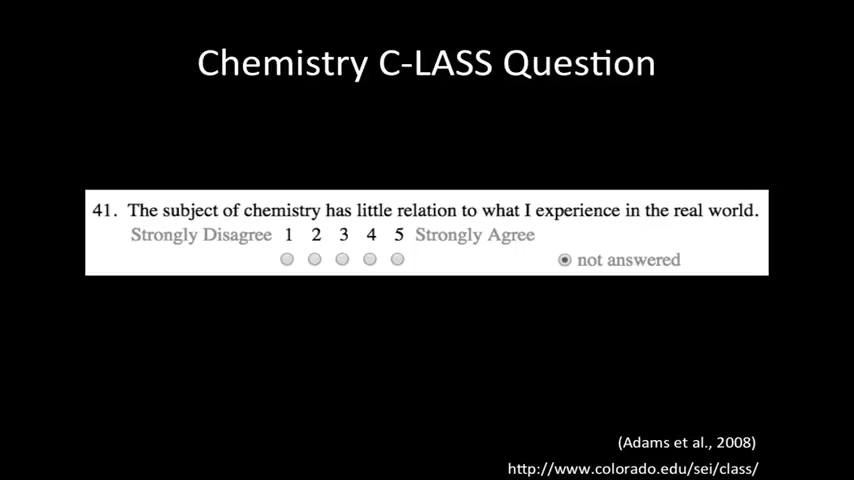 Chemistry C-LASS Question
41. The subject of chemistry has little relation to what I experience in the real world.
Strongly Disagree 1 2 3 4 5 Strongly Agree
not answered
(Adams et al., 2008)
http://www.colorado.edu/sei/class/